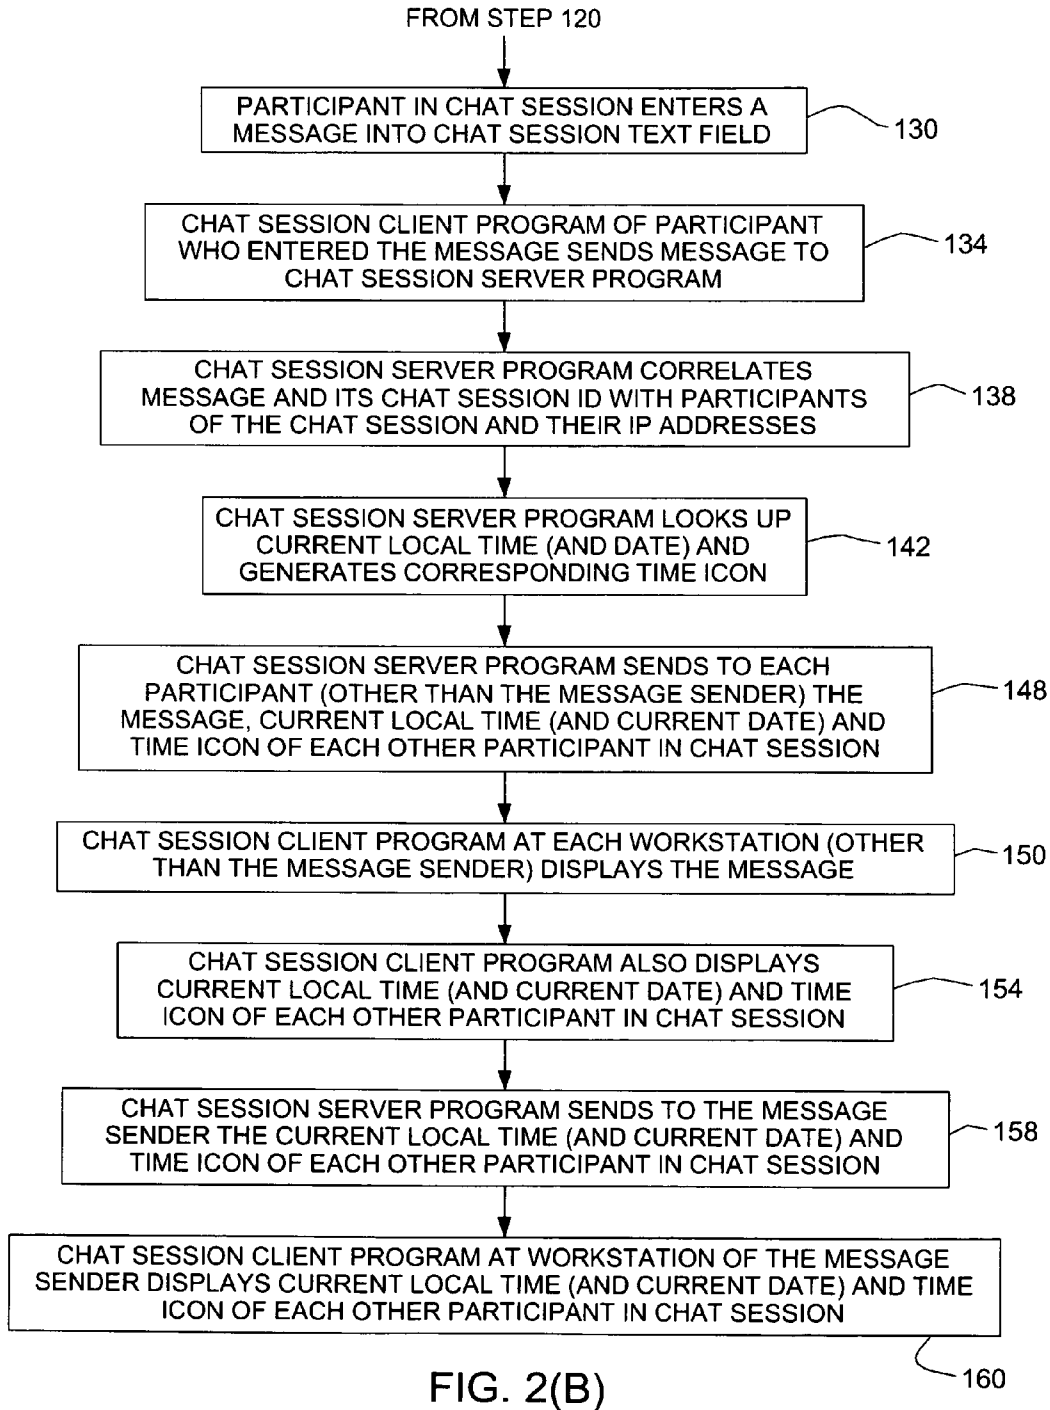 FROM STEP 120
PARTICIPANT IN CHAT SESSION ENTERS A
MESSAGE INTO CHAT SESSION TEXT FIELD
130
CHAT SESSION CLIENT PROGRAM OF PARTICIPANT
WHO ENTERED THE MESSAGE SENDS MESSAGE TO
CHAT SESSION SERVER PROGRAM
134
CHAT SESSION SERVER PROGRAM CORRELATES
MESSAGE AND ITS CHAT SESSION ID WITH PARTICIPANTS
OF THE CHAT SESSION AND THEIR IP ADDRESSES
138
CHAT SESSION SERVER PROGRAM LOOKS UP
CURRENT LOCAL TIME (AND DATE) AND
GENERATES CORRESPONDING TIME ICON
142
CHAT SESSION SERVER PROGRAM SENDS TO EACH
PARTICIPANT (OTHER THAN THE MESSAGE SENDER) THE
MESSAGE, CURRENT LOCAL TIME (AND CURRENT DATE) AND
TIME ICON OF EACH OTHER PARTICIPANT IN CHAT SESSION
148
CHAT SESSION CLIENT PROGRAM AT EACH WORKSTATION (OTHER
THAN THE MESSAGE SENDER) DISPLAYS THE MESSAGE
150
CHAT SESSION CLIENT PROGRAM ALSO DISPLAYS
CURRENT LOCAL TIME (AND CURRENT DATE) AND TIME
ICON OF EACH OTHER PARTICIPANT IN CHAT SESSION
154
CHAT SESSION SERVER PROGRAM SENDS TO THE MESSAGE
SENDER THE CURRENT LOCAL TIME (AND CURRENT DATE) AND
TIME ICON OF EACH OTHER PARTICIPANT IN CHAT SESSION
158
CHAT SESSION CLIENT PROGRAM AT WORKSTATION OF THE MESSAGE
SENDER DISPLAYS CURRENT LOCAL TIME (AND CURRENT DATE) AND TIME
ICON OF EACH OTHER PARTICIPANT IN CHAT SESSION
160
FIG. 2(B)